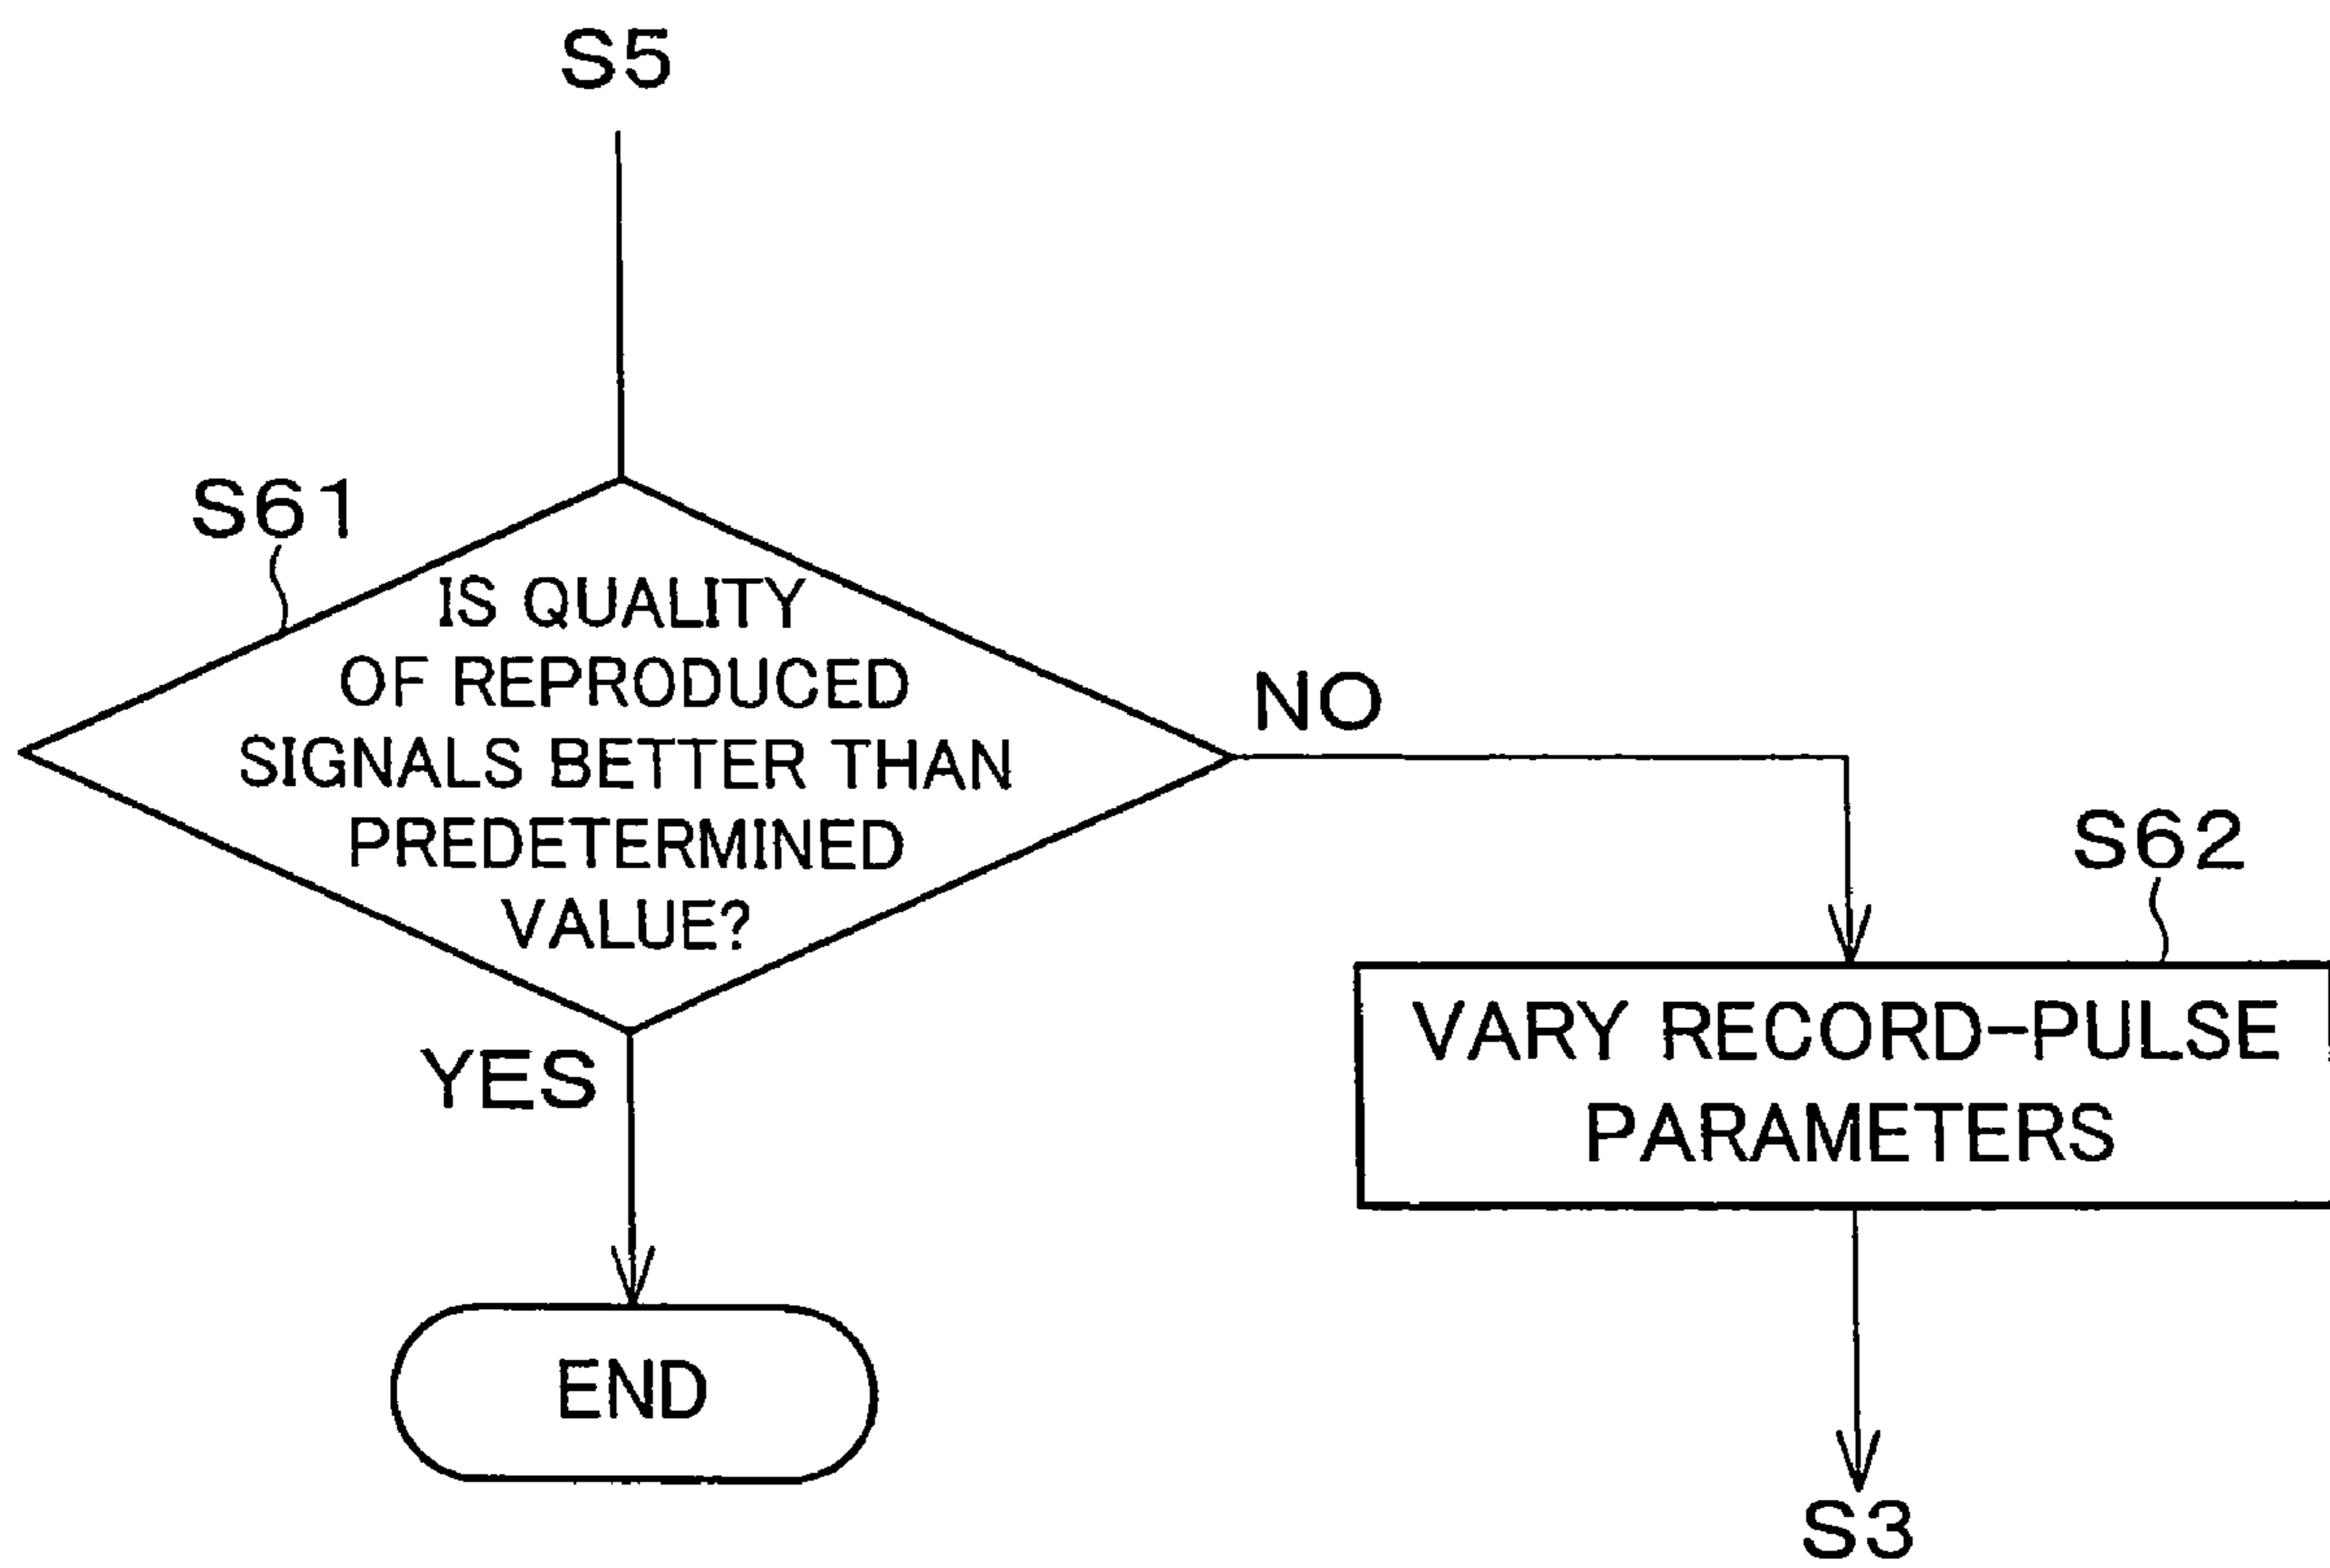 S5
S61
IS QUALITY
OF REPRODUCED
SIGNALS BETTER THAN
PREDETERMINED
VALUE?
NO
YES
S62
VARY RECORD-PULSE
PARAMETERS
END
S3